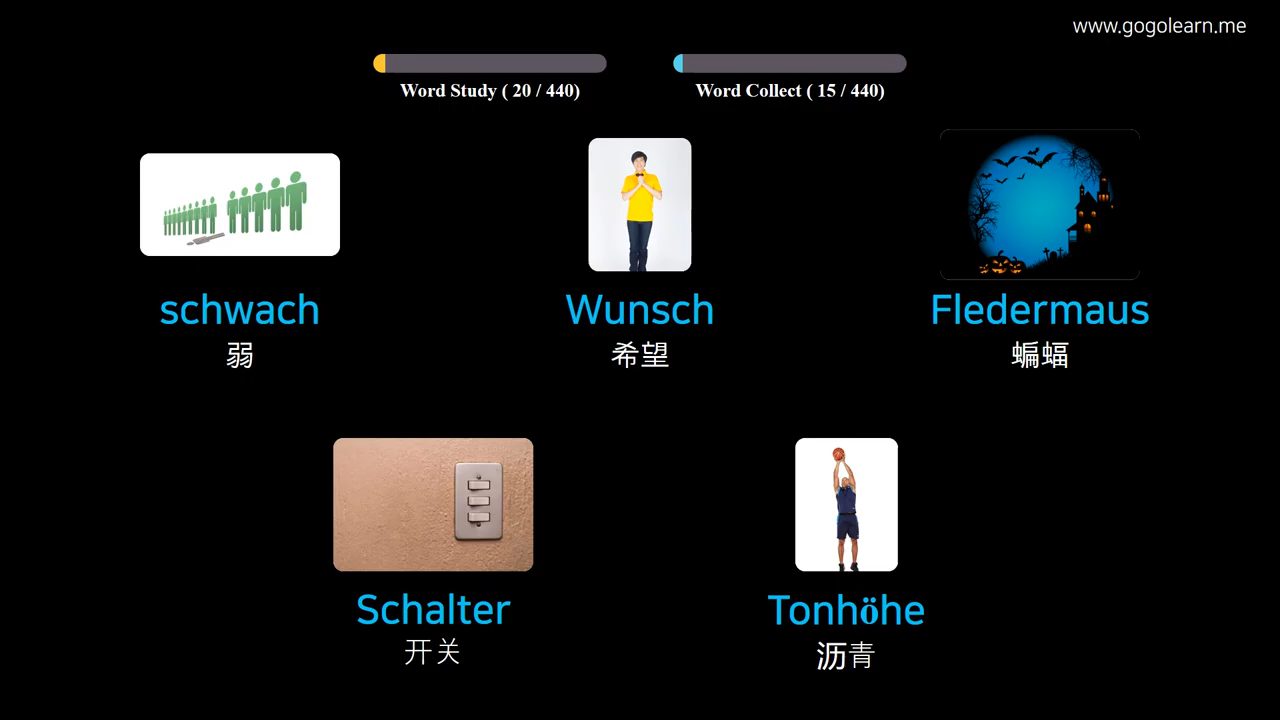 www.gogolearn.me
Word Study ( 20 / 440)
Word Collect ( 15 / 440)
schwach
弱
Wunsch
希望
Fledermaus
蝙蝠
Schalter
开关
Tonhöhe
沥青